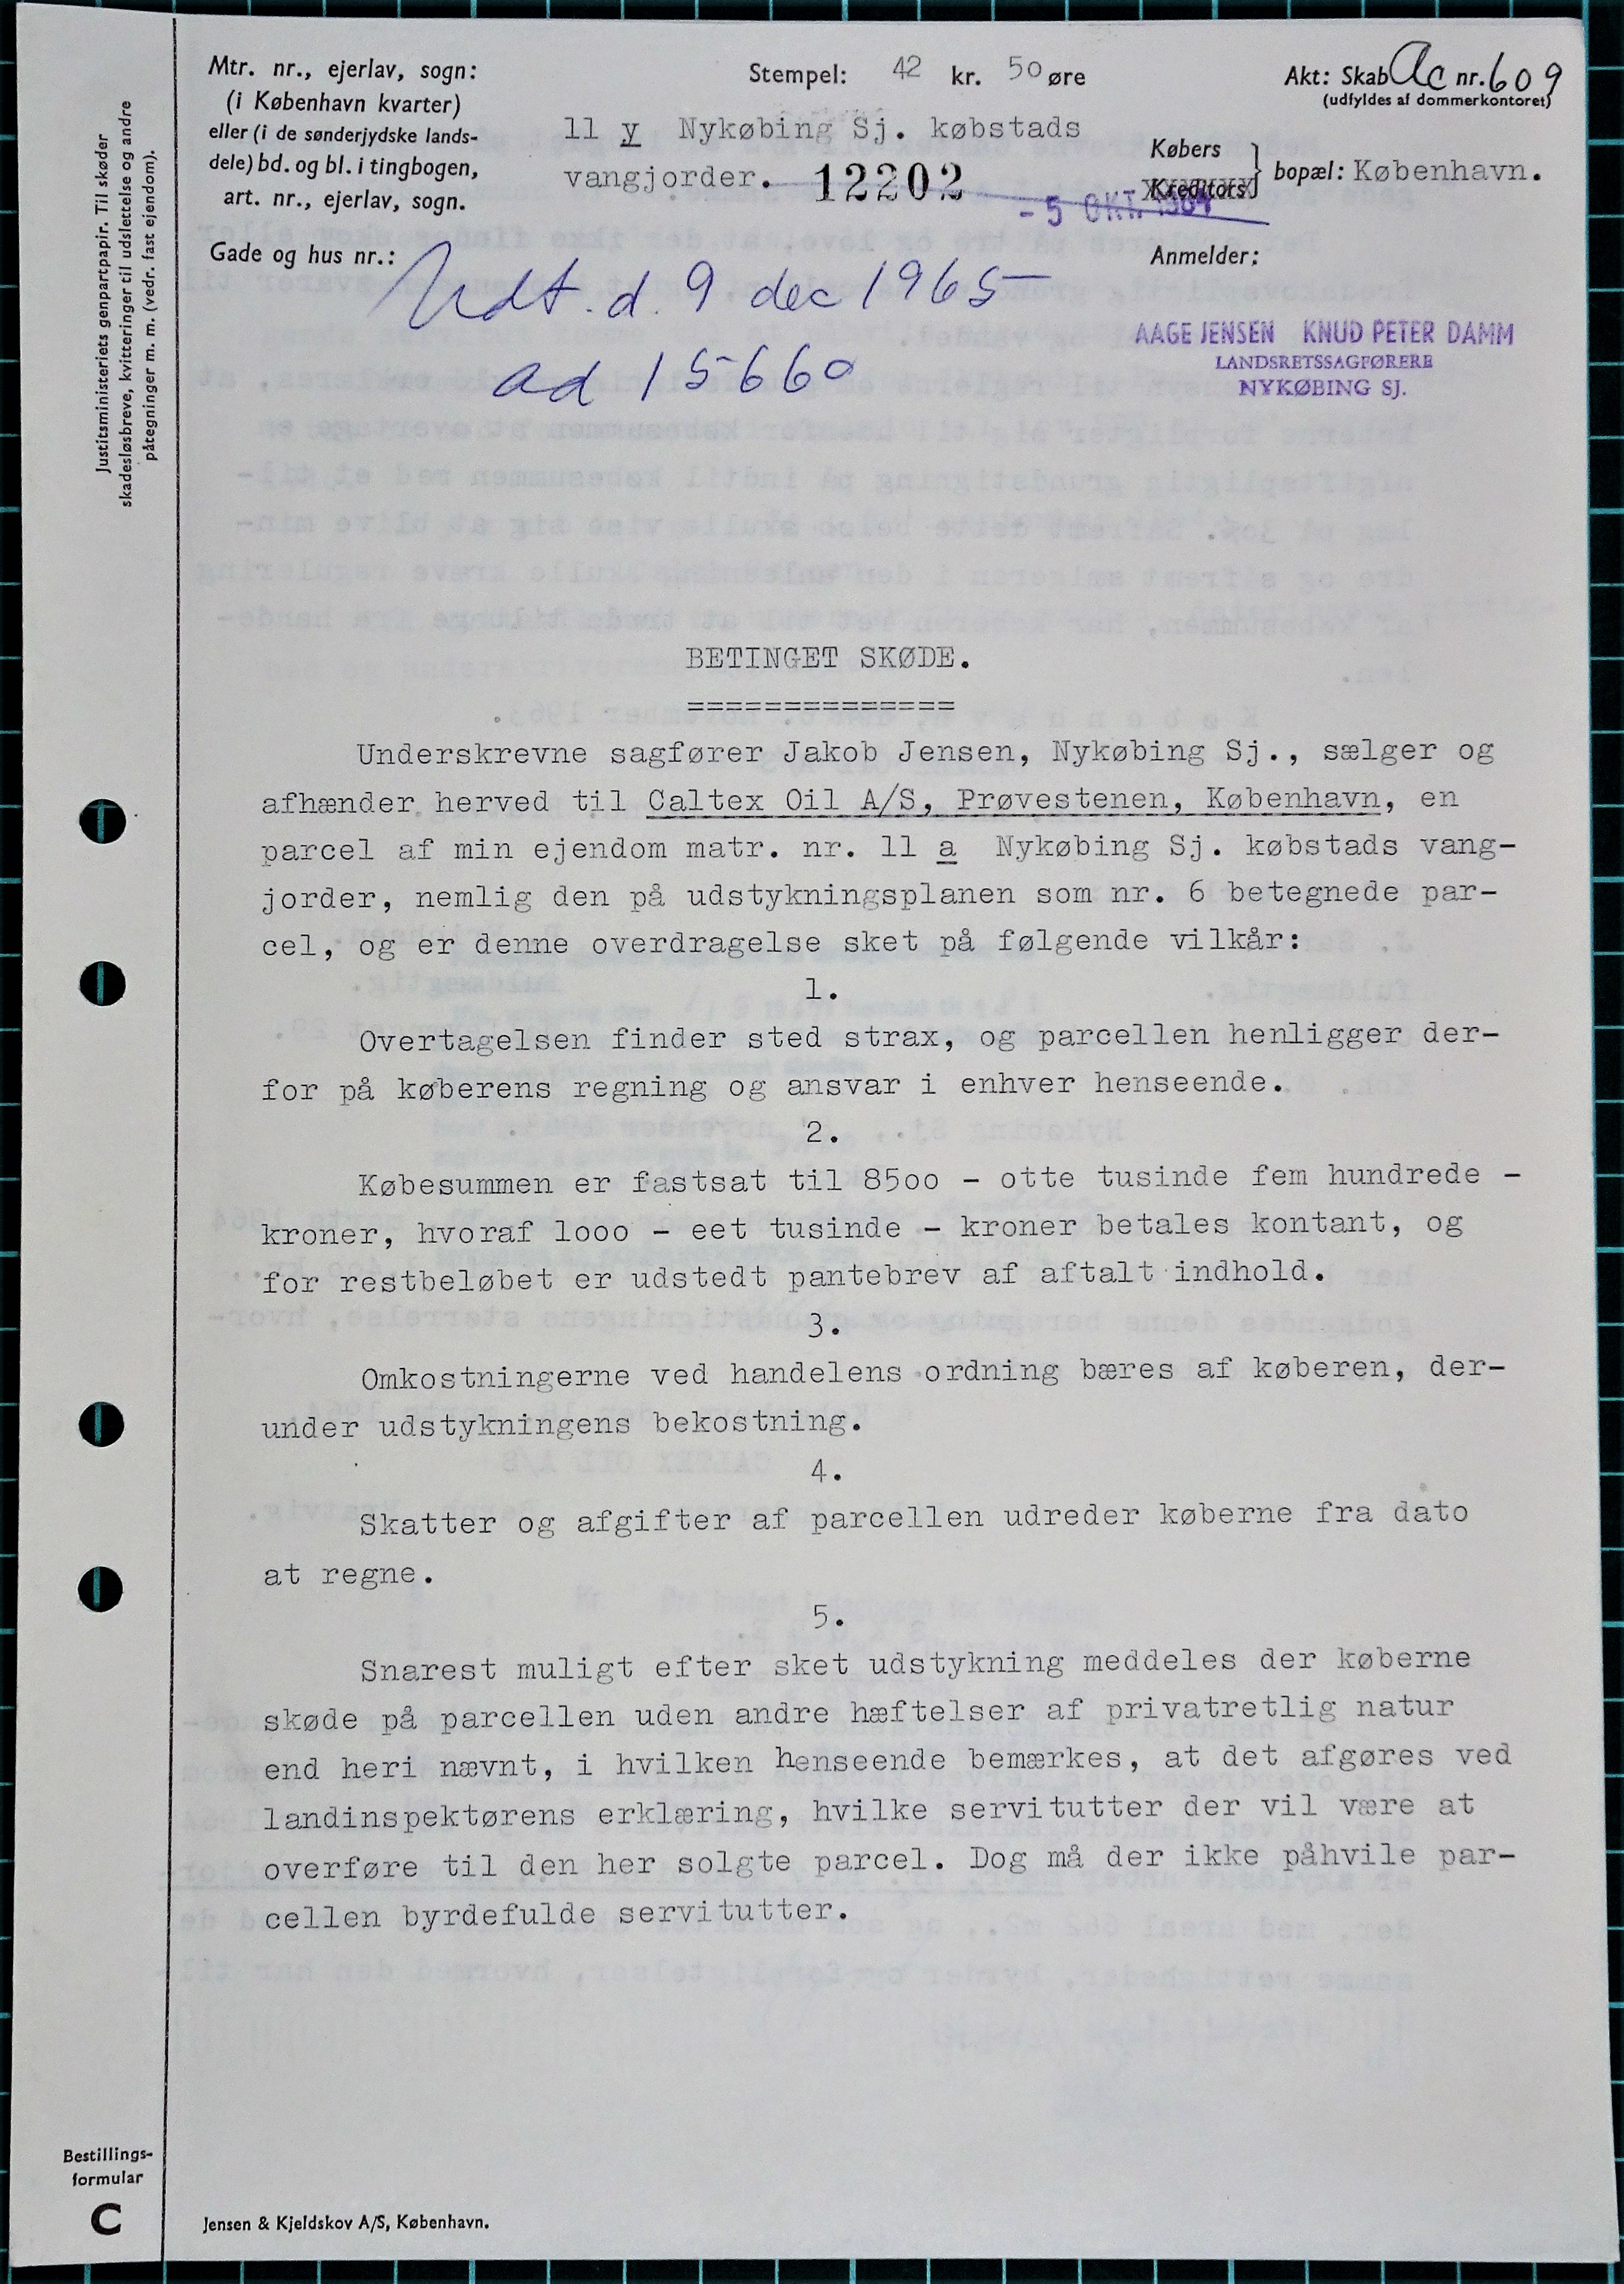 Justitsministeriets genpartpapir. Til skøder
skadesløsbreve, kvitteringer til udslettelse og andre
påtegninger m. m. (vedr. fast ejendom).
Mtr. nr., ejerlav, sogn:
(i København kvarter)
eller (i de sønderjydske lands-
dele) bd. og bl. i tingbogen,
art. nr., ejerlav, sogn.
Gade og hus nr.:
Stempel: 42 kr. 50 øre
11 y Nykøbing Sj. købstads
vangjorder. 12202
- 5 OKT. 1964
Akt: Skab Ac nr. 609
(udfyldes af dommerkontoret)
Købers
Kreditors
bopæl: København.
Anmelder:
AAGE JENSEN KNUD PETER DAMM
LANDSRETSSAGFØRERE
NYKØBING SJ.
Udt. d. 9 dec 1965
ad 15660
BETINGET SKØDE.
==============
Underskrevne sagfører Jakob Jensen, Nykøbing Sj., sælger og
afhænder herved til Caltex Oil A/S, Prøvestenen, København, en
parcel af min ejendom matr. nr. 11 a Nykøbing Sj. købstads vang-
jorder, nemlig den på udstykningsplanen som nr. 6 betegnede par-
cel, og er denne overdragelse sket på følgende vilkår:
1.
Overtagelsen finder sted strax, og parcellen henligger der-
for på køberens regning og ansvar i enhver henseende.
2.
Købesummen er fastsat til 85oo - otte tusinde fem hundrede -
kroner, hvoraf looo - eet tusinde - kroner betales kontant, og
for restbeløbet er udstedt pantebrev af aftalt indhold.
3.
Omkostningerne ved handelens ordning bæres af køberen, der-
under udstykningens bekostning.
4.
Skatter og afgifter af parcellen udreder køberne fra dato
at regne.
5.
Snarest muligt efter sket udstykning meddeles der køberne
skøde på parcellen uden andre hæftelser af privatretlig natur
end heri nævnt, i hvilken henseende bemærkes, at det afgøres ved
landinspektørens erklæring, hvilke servitutter der vil være at
overføre til den her solgte parcel. Dog må der ikke påhvile par-
cellen byrdefulde servitutter.
Bestillings-
formular
C
Jensen & Kjeldskov A/S, København.